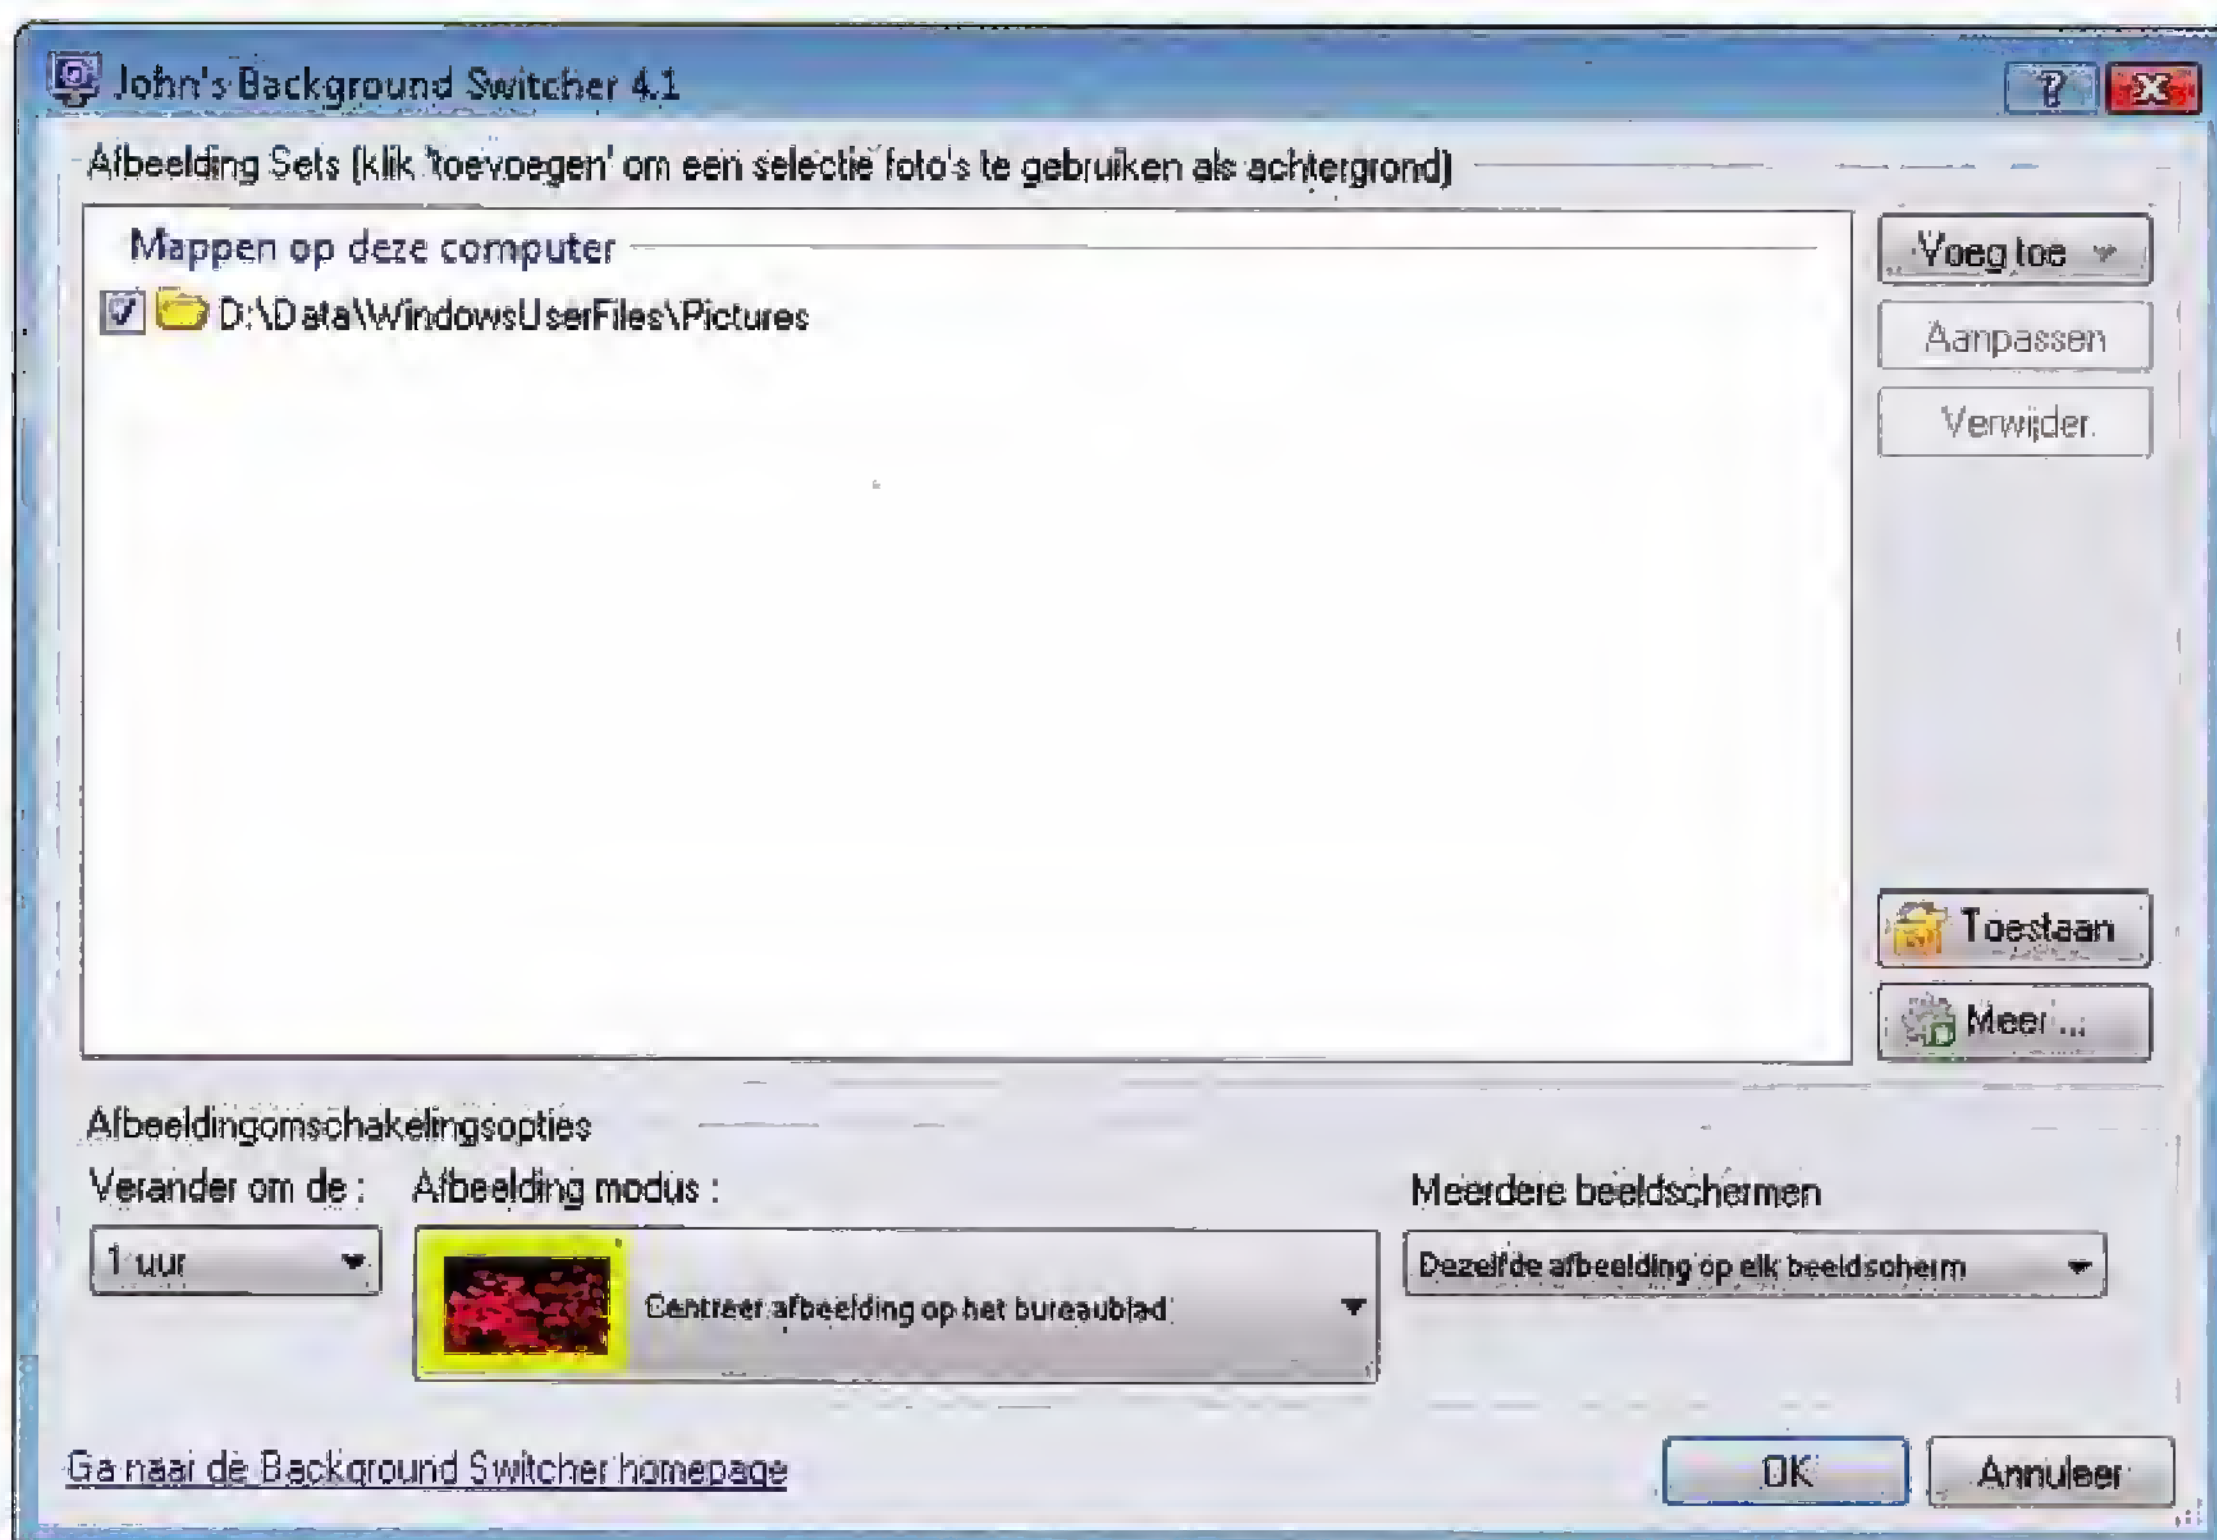 John's Background Switcher 4.1
Afbeelding Sets (klik 'toevoegen' om een selectie foto's te gebruiken als achtergrond)
Mappen op deze computer
D:\Data\WindowsUserFiles\Pictures
Voeg toe
Aanpassen
Verwijder
Toestaan
Meer ...
Afbeeldingomschakelingsopties
Verander om de :
Afbeelding modus :
Meerdere beeldschermen
1 uur
Centreer afbeelding op het bureaublad
Dezelfde afbeelding op elk beeldscherm
Ga naar de Background Switcher homepage
OK
Annuleer